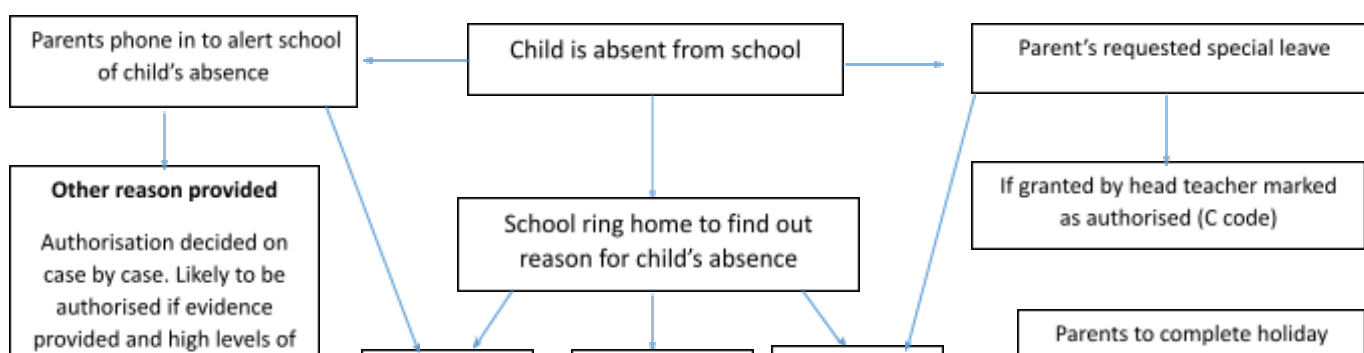 Parents phone in to alert school
of child's absence
Child is absent from school
Parent's requested special leave
Other reason provided
Authorisation decided on
case by case. Likely to be
authorised if evidence
provided and high levels of
School ring home to find out
reason for child's absence
If granted by head teacher marked
as authorised (C code)
Parents to complete holiday